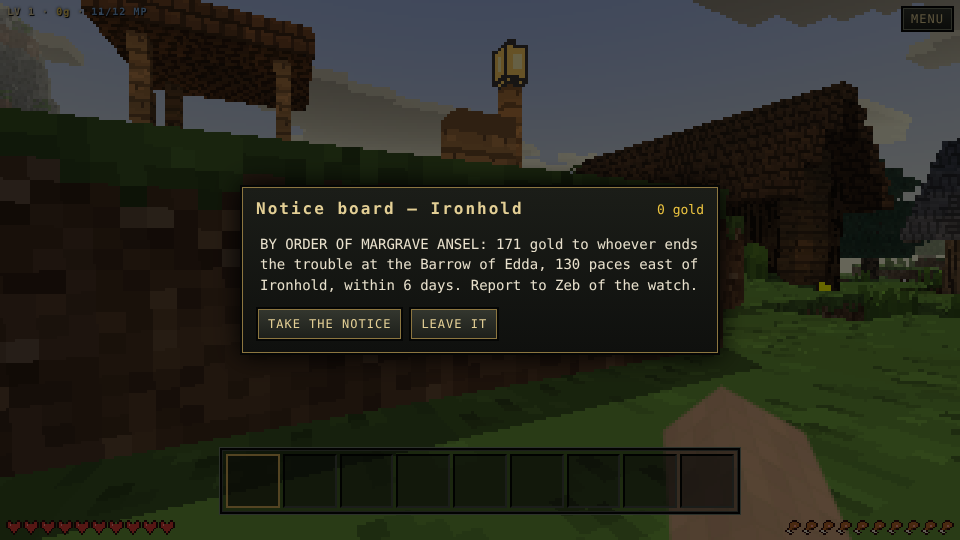 LV 1 · 0g · 11/12 MP
MENU
Notice board — Ironhold
0 gold
BY ORDER OF MARGRAVE ANSEL: 171 gold to whoever ends
the trouble at the Barrow of Edda, 130 paces east of
Ironhold, within 6 days. Report to Zeb of the watch.
TAKE THE NOTICE
LEAVE IT